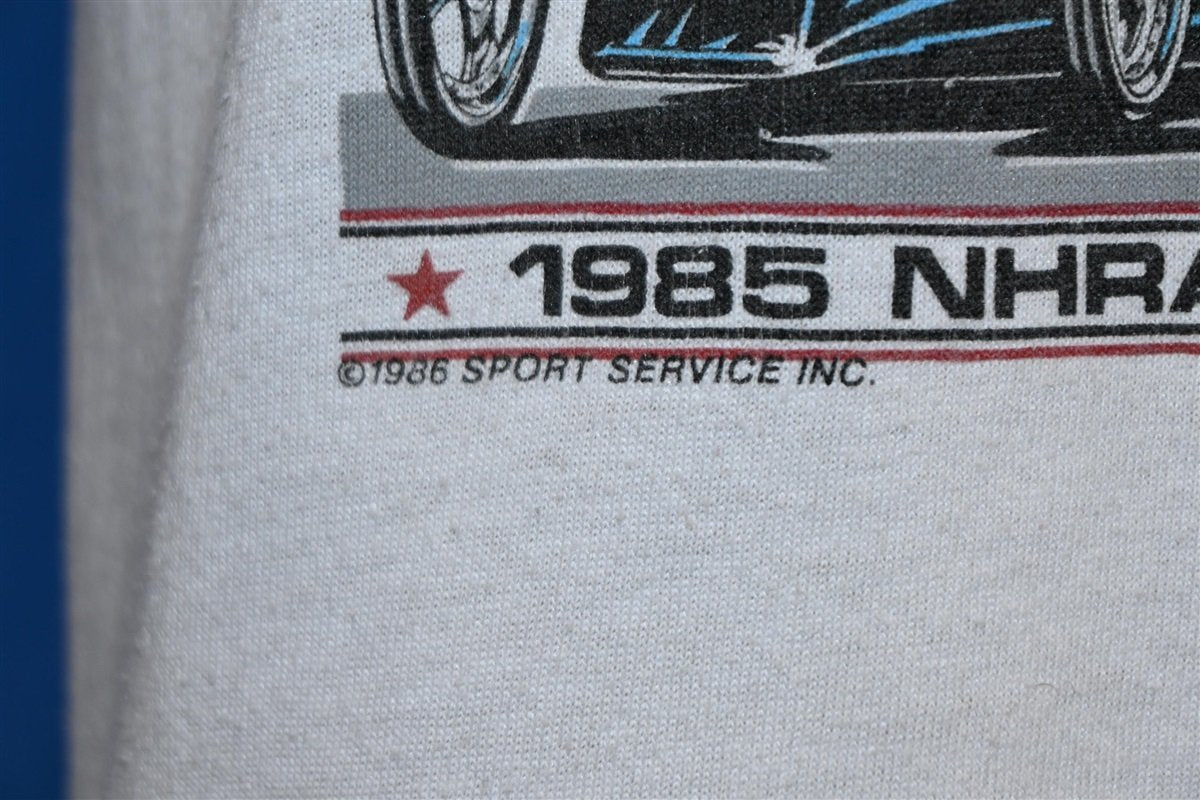 ★ 1985 NHRA
©1986 SPORT SERVICE INC.